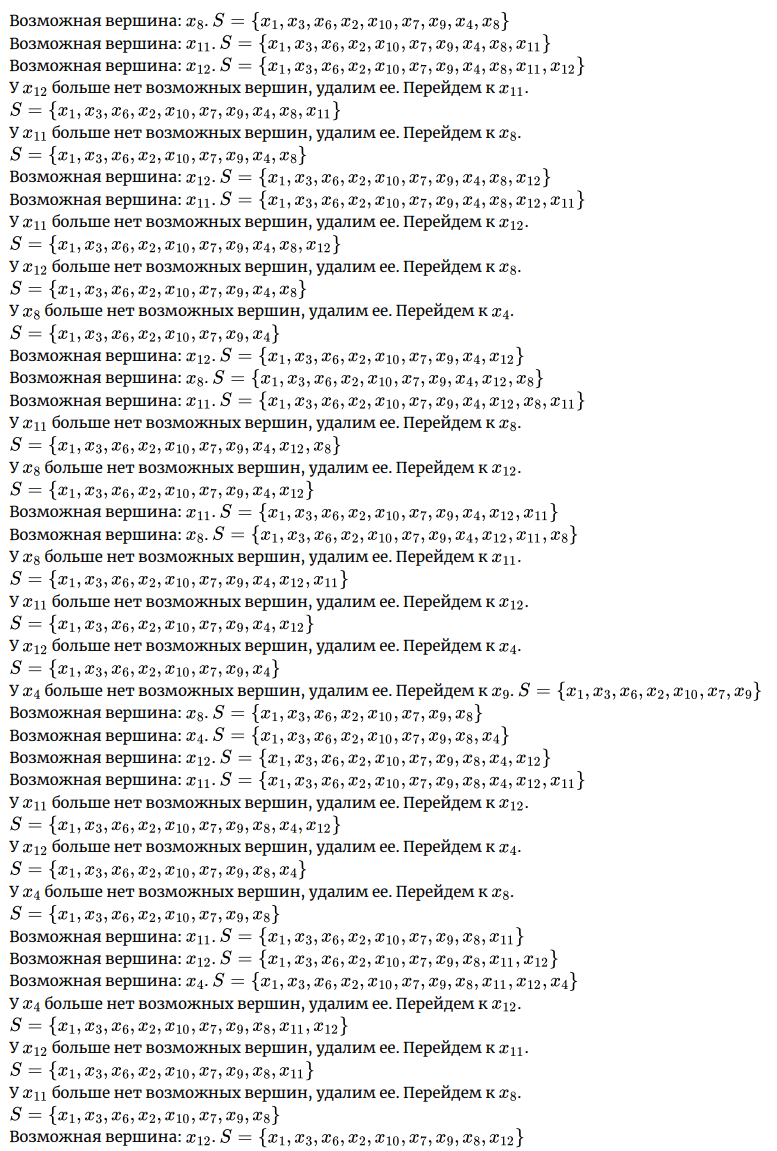 Возможная вершина: x₈. S = {x₁, x₃, x₆, x₂, x₁₀, x₇, x₉, x₄, x₈}
Возможная вершина: x₁₁. S = {x₁, x₃, x₆, x₂, x₁₀, x₇, x₉, x₄, x₈, x₁₁}
Возможная вершина: x₁₂. S = {x₁, x₃, x₆, x₂, x₁₀, x₇, x₉, x₄, x₈, x₁₁, x₁₂}
У x₁₂ больше нет возможных вершин, удалим ее. Перейдем к x₁₁.
S = {x₁, x₃, x₆, x₂, x₁₀, x₇, x₉, x₄, x₈, x₁₁}
У x₁₁ больше нет возможных вершин, удалим ее. Перейдем к x₈.
S = {x₁, x₃, x₆, x₂, x₁₀, x₇, x₉, x₄, x₈}
Возможная вершина: x₁₂. S = {x₁, x₃, x₆, x₂, x₁₀, x₇, x₉, x₄, x₈, x₁₂}
Возможная вершина: x₁₁. S = {x₁, x₃, x₆, x₂, x₁₀, x₇, x₉, x₄, x₈, x₁₂, x₁₁}
У x₁₁ больше нет возможных вершин, удалим ее. Перейдем к x₁₂.
S = {x₁, x₃, x₆, x₂, x₁₀, x₇, x₉, x₄, x₈, x₁₂}
У x₁₂ больше нет возможных вершин, удалим ее. Перейдем к x₈.
S = {x₁, x₃, x₆, x₂, x₁₀, x₇, x₉, x₄, x₈}
У x₈ больше нет возможных вершин, удалим ее. Перейдем к x₄.
S = {x₁, x₃, x₆, x₂, x₁₀, x₇, x₉, x₄}
Возможная вершина: x₁₂. S = {x₁, x₃, x₆, x₂, x₁₀, x₇, x₉, x₄, x₁₂}
Возможная вершина: x₈. S = {x₁, x₃, x₆, x₂, x₁₀, x₇, x₉, x₄, x₁₂, x₈}
Возможная вершина: x₁₁. S = {x₁, x₃, x₆, x₂, x₁₀, x₇, x₉, x₄, x₁₂, x₈, x₁₁}
У x₁₁ больше нет возможных вершин, удалим ее. Перейдем к x₈.
S = {x₁, x₃, x₆, x₂, x₁₀, x₇, x₉, x₄, x₁₂, x₈}
У x₈ больше нет возможных вершин, удалим ее. Перейдем к x₁₂.
S = {x₁, x₃, x₆, x₂, x₁₀, x₇, x₉, x₄, x₁₂}
Возможная вершина: x₁₁. S = {x₁, x₃, x₆, x₂, x₁₀, x₇, x₉, x₄, x₁₂, x₁₁}
Возможная вершина: x₈. S = {x₁, x₃, x₆, x₂, x₁₀, x₇, x₉, x₄, x₁₂, x₁₁, x₈}
У x₈ больше нет возможных вершин, удалим ее. Перейдем к x₁₁.
S = {x₁, x₃, x₆, x₂, x₁₀, x₇, x₉, x₄, x₁₂, x₁₁}
У x₁₁ больше нет возможных вершин, удалим ее. Перейдем к x₁₂.
S = {x₁, x₃, x₆, x₂, x₁₀, x₇, x₉, x₄, x₁₂}
У x₁₂ больше нет возможных вершин, удалим ее. Перейдем к x₄.
S = {x₁, x₃, x₆, x₂, x₁₀, x₇, x₉, x₄}
У x₄ больше нет возможных вершин, удалим ее. Перейдем к x₉. S = {x₁, x₃, x₆, x₂, x₁₀, x₇, x₉}
Возможная вершина: x₈. S = {x₁, x₃, x₆, x₂, x₁₀, x₇, x₉, x₈}
Возможная вершина: x₄. S = {x₁, x₃, x₆, x₂, x₁₀, x₇, x₉, x₈, x₄}
Возможная вершина: x₁₂. S = {x₁, x₃, x₆, x₂, x₁₀, x₇, x₉, x₈, x₄, x₁₂}
Возможная вершина: x₁₁. S = {x₁, x₃, x₆, x₂, x₁₀, x₇, x₉, x₈, x₄, x₁₂, x₁₁}
У x₁₁ больше нет возможных вершин, удалим ее. Перейдем к x₁₂.
S = {x₁, x₃, x₆, x₂, x₁₀, x₇, x₉, x₈, x₄, x₁₂}
У x₁₂ больше нет возможных вершин, удалим ее. Перейдем к x₄.
S = {x₁, x₃, x₆, x₂, x₁₀, x₇, x₉, x₈, x₄}
У x₄ больше нет возможных вершин, удалим ее. Перейдем к x₈.
S = {x₁, x₃, x₆, x₂, x₁₀, x₇, x₉, x₈}
Возможная вершина: x₁₁. S = {x₁, x₃, x₆, x₂, x₁₀, x₇, x₉, x₈, x₁₁}
Возможная вершина: x₁₂. S = {x₁, x₃, x₆, x₂, x₁₀, x₇, x₉, x₈, x₁₁, x₁₂}
Возможная вершина: x₄. S = {x₁, x₃, x₆, x₂, x₁₀, x₇, x₉, x₈, x₁₁, x₁₂, x₄}
У x₄ больше нет возможных вершин, удалим ее. Перейдем к x₁₂.
S = {x₁, x₃, x₆, x₂, x₁₀, x₇, x₉, x₈, x₁₁, x₁₂}
У x₁₂ больше нет возможных вершин, удалим ее. Перейдем к x₁₁.
S = {x₁, x₃, x₆, x₂, x₁₀, x₇, x₉, x₈, x₁₁}
У x₁₁ больше нет возможных вершин, удалим ее. Перейдем к x₈.
S = {x₁, x₃, x₆, x₂, x₁₀, x₇, x₉, x₈}
Возможная вершина: x₁₂. S = {x₁, x₃, x₆, x₂, x₁₀, x₇, x₉, x₈, x₁₂}